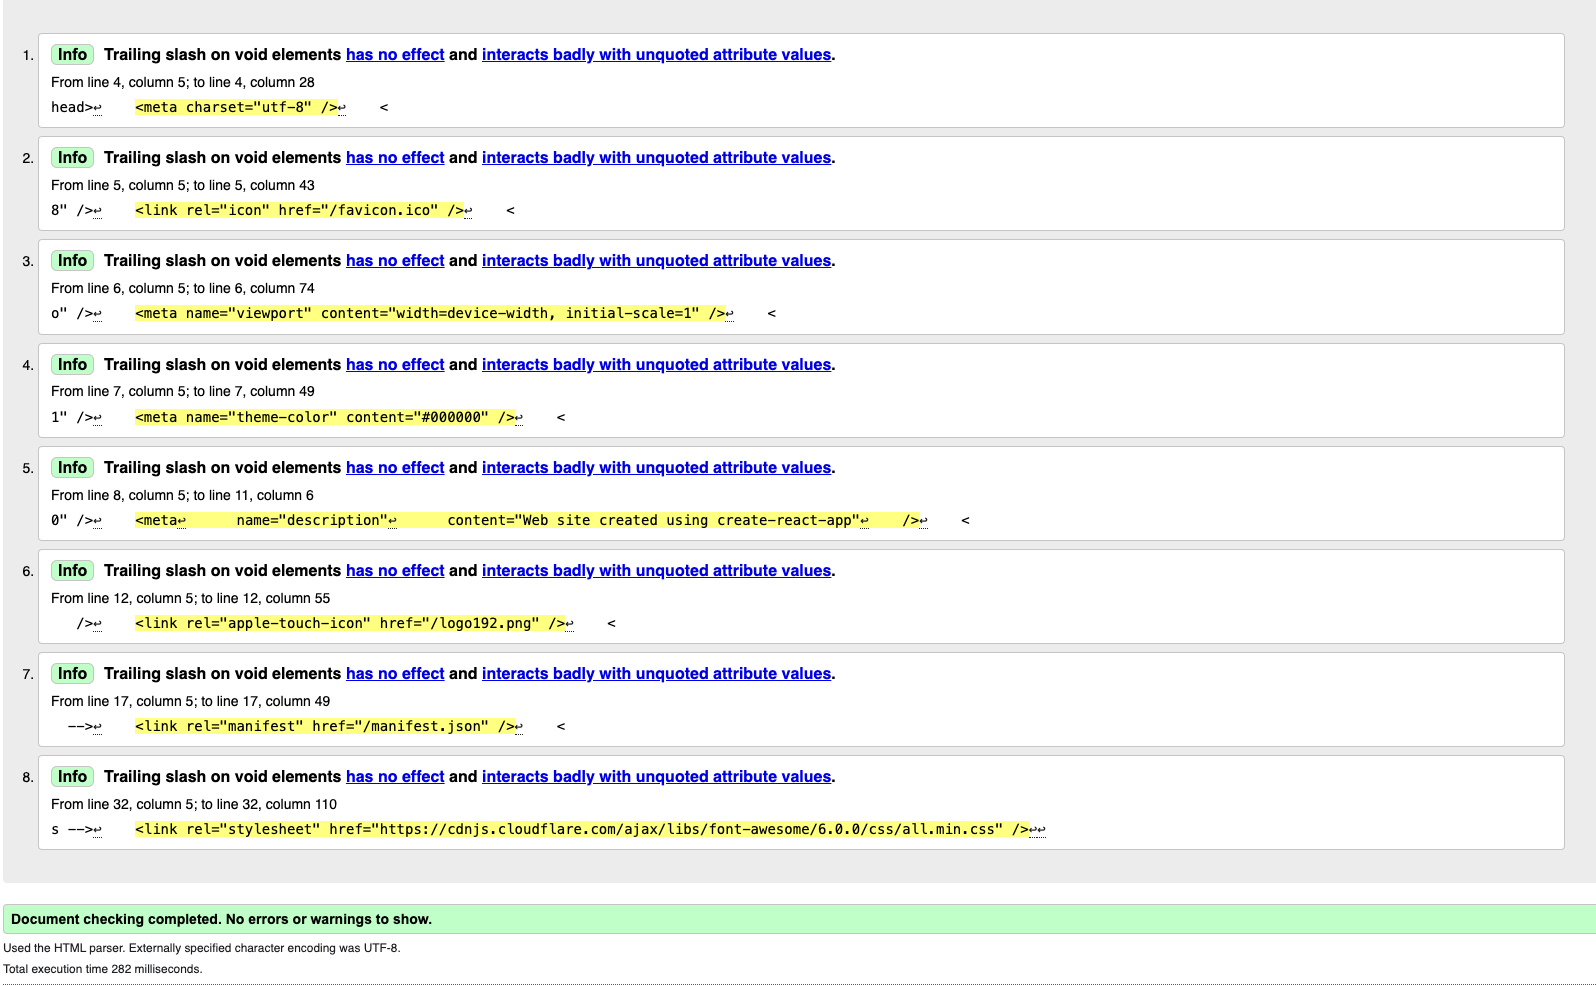 1. Info Trailing slash on void elements has no effect and interacts badly with unquoted attribute values.
From line 4, column 5; to line 4, column 28
head>↩    <meta charset="utf-8" />↩    <
2. Info Trailing slash on void elements has no effect and interacts badly with unquoted attribute values.
From line 5, column 5; to line 5, column 43
8" />↩    <link rel="icon" href="/favicon.ico" />↩    <
3. Info Trailing slash on void elements has no effect and interacts badly with unquoted attribute values.
From line 6, column 5; to line 6, column 74
o" />↩    <meta name="viewport" content="width=device-width, initial-scale=1" />↩    <
4. Info Trailing slash on void elements has no effect and interacts badly with unquoted attribute values.
From line 7, column 5; to line 7, column 49
1" />↩    <meta name="theme-color" content="#000000" />↩    <
5. Info Trailing slash on void elements has no effect and interacts badly with unquoted attribute values.
From line 8, column 5; to line 11, column 6
0" />↩    <meta↩      name="description"↩      content="Web site created using create-react-app"↩    />↩    <
6. Info Trailing slash on void elements has no effect and interacts badly with unquoted attribute values.
From line 12, column 5; to line 12, column 55
   />↩    <link rel="apple-touch-icon" href="/logo192.png" />↩    <
7. Info Trailing slash on void elements has no effect and interacts badly with unquoted attribute values.
From line 17, column 5; to line 17, column 49
  -->↩    <link rel="manifest" href="/manifest.json" />↩    <
8. Info Trailing slash on void elements has no effect and interacts badly with unquoted attribute values.
From line 32, column 5; to line 32, column 110
s -->↩    <link rel="stylesheet" href="https://cdnjs.cloudflare.com/ajax/libs/font-awesome/6.0.0/css/all.min.css" />↩↩
Document checking completed. No errors or warnings to show.
Used the HTML parser. Externally specified character encoding was UTF-8.
Total execution time 282 milliseconds.